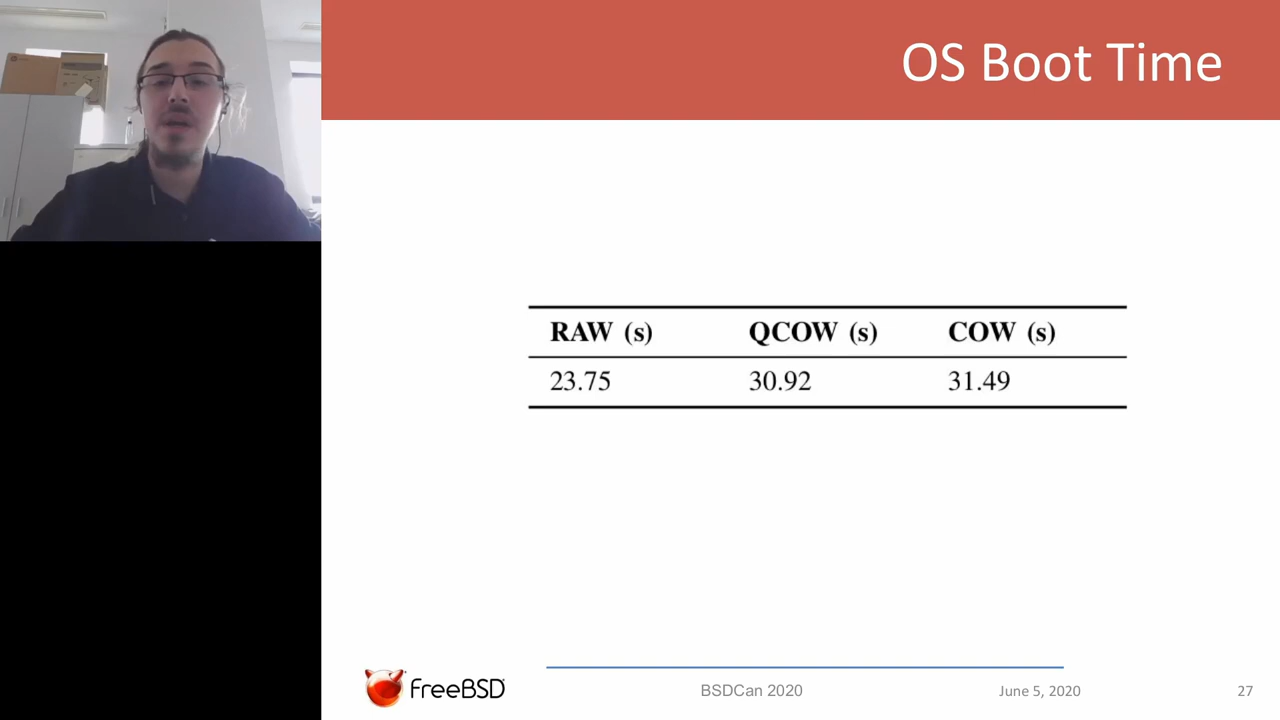 OS Boot Time
RAW (s) QCOW (s) COW (s)
23.75 30.92 31.49
FreeBSD
BSDCan 2020 June 5, 2020 27